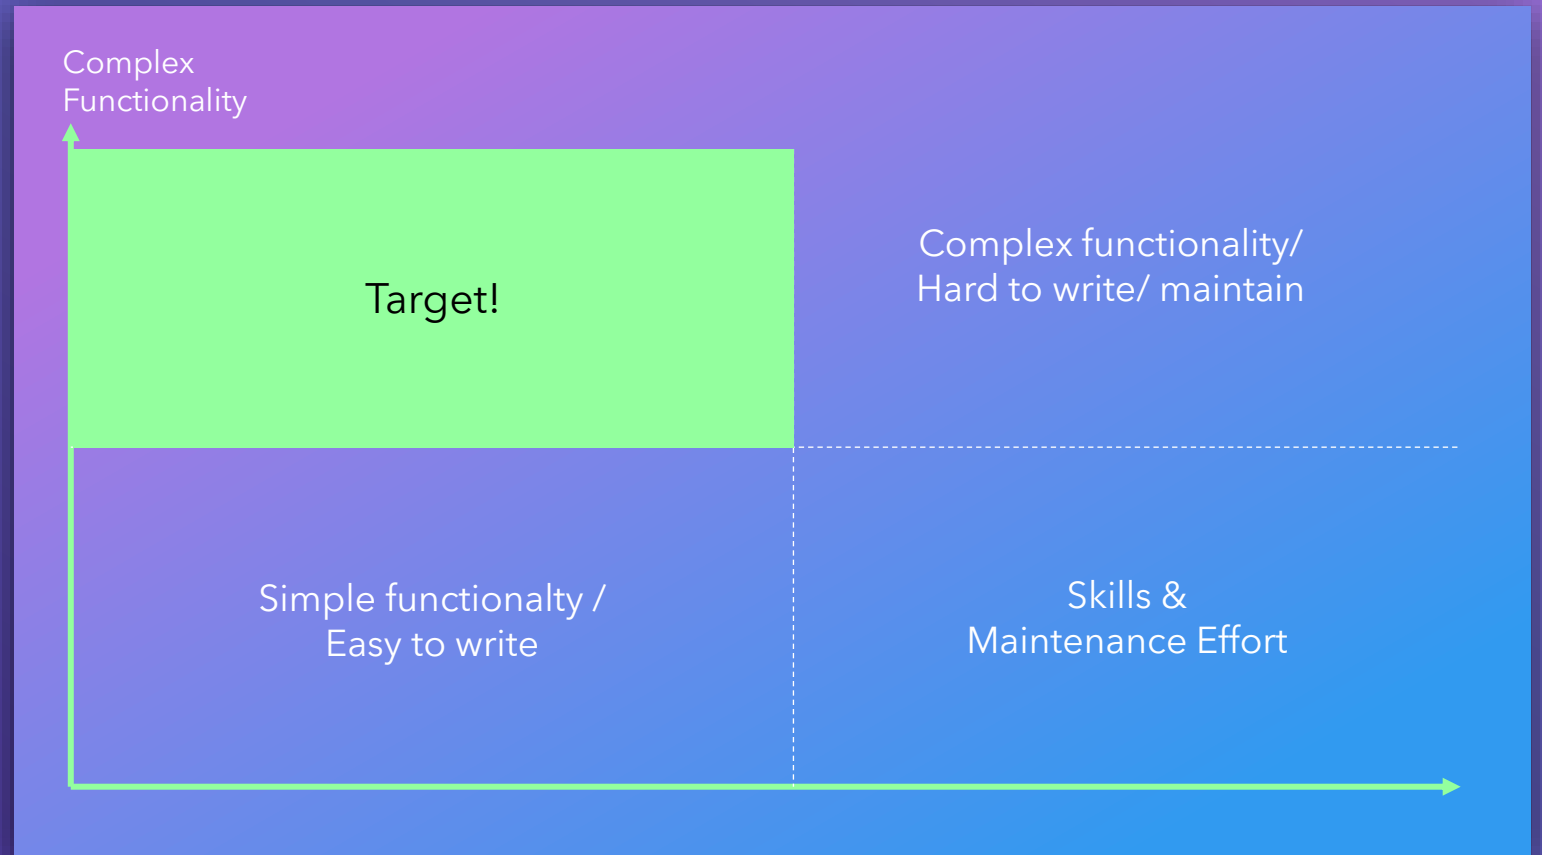 Complex
Functionality
Target!
Complex functionality/
Hard to write/ maintain
Simple functionalty /
Easy to write
Skills &
Maintenance Effort